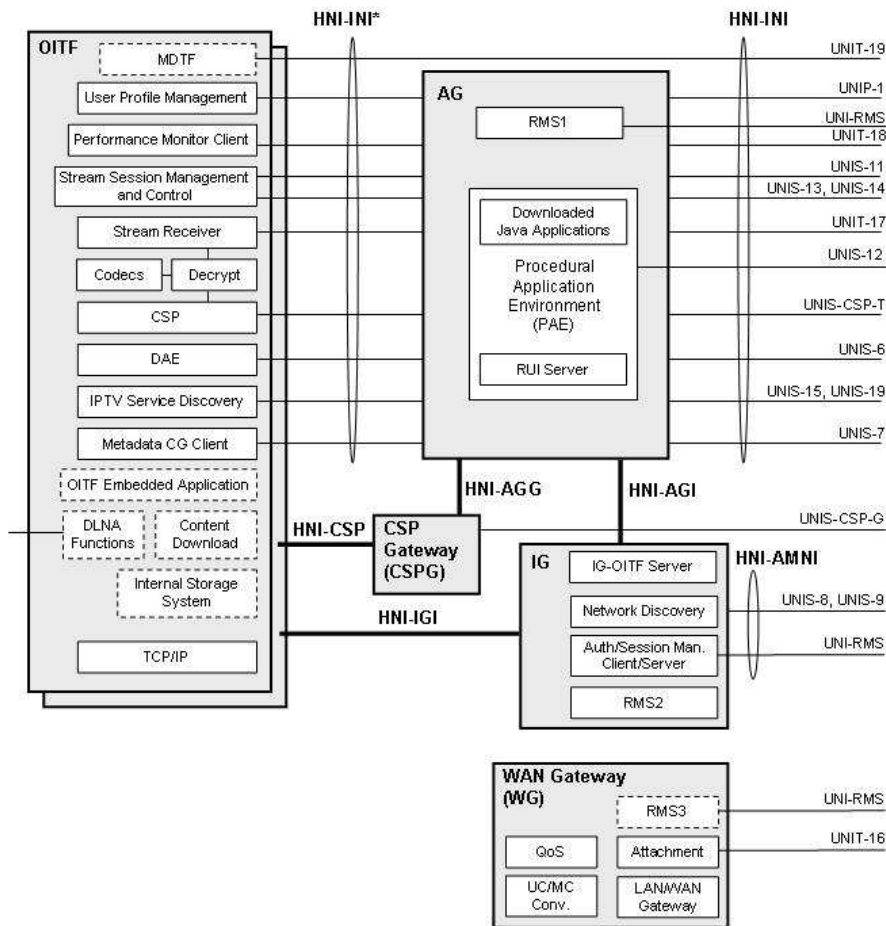 HNI-INI*
HNI-INI
OITF
MDTF
UNIT-19
User Profile Management
AG
UNIP-1
RMS1
UNI-RMS
Performance Monitor Client
UNIT-18
Stream Session Management
and Control
UNIS-11
UNIS-13, UNIS-14
Downloaded
Java Applications
Stream Receiver
UNIT-17
Codecs
Decrypt
Procedural
Application
Environment
(PAE)
UNIS-12
CSP
UNIS-CSP-T
DAE
RUI Server
UNIS-6
IPTV Service Discovery
UNIS-15, UNIS-19
Metadata CG Client
UNIS-7
OITF Embedded Application
HNI-AGG
HNI-AGI
DLNA
Functions
Content
Download
HNI-CSP
CSP
Gateway
(CSPG)
UNIS-CSP-G
IG
IG-OITF Server
HNI-AMNI
Internal Storage
System
Network Discovery
UNIS-8, UNIS-9
HNI-IGI
TCP/IP
Auth/Session Man.
Client/Server
UNI-RMS
RMS2
WAN Gateway
(WG)
RMS3
UNI-RMS
QoS
Attachment
UNIT-16
UC/MC
Conv.
LAN/WAN
Gateway